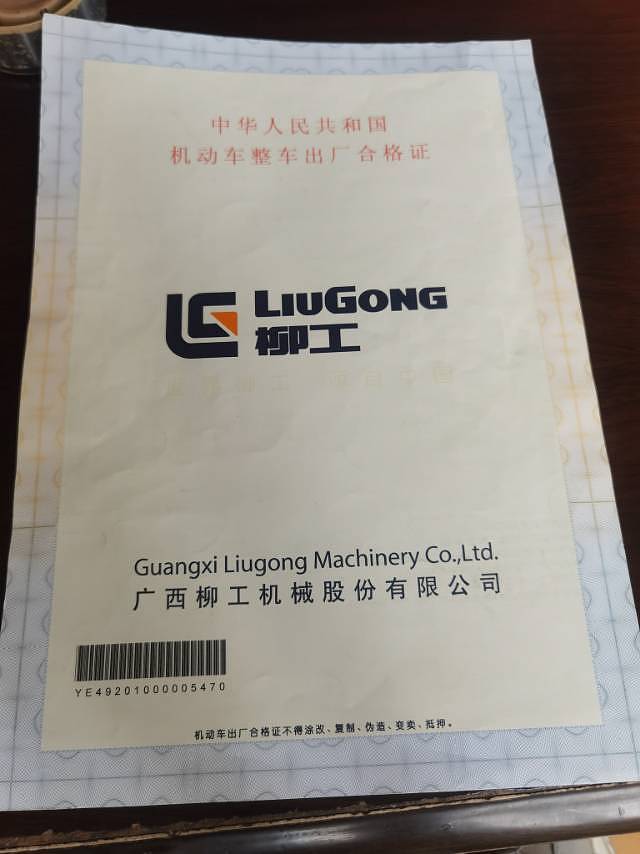 中华人民共和国
机动车整车出厂合格证
LIUGONG
柳工
Guangxi Liugong Machinery Co.,Ltd.
广西柳工机械股份有限公司
YE49201000005470
机动车出厂合格证不得涂改、复制、伪造、变卖、抵押。